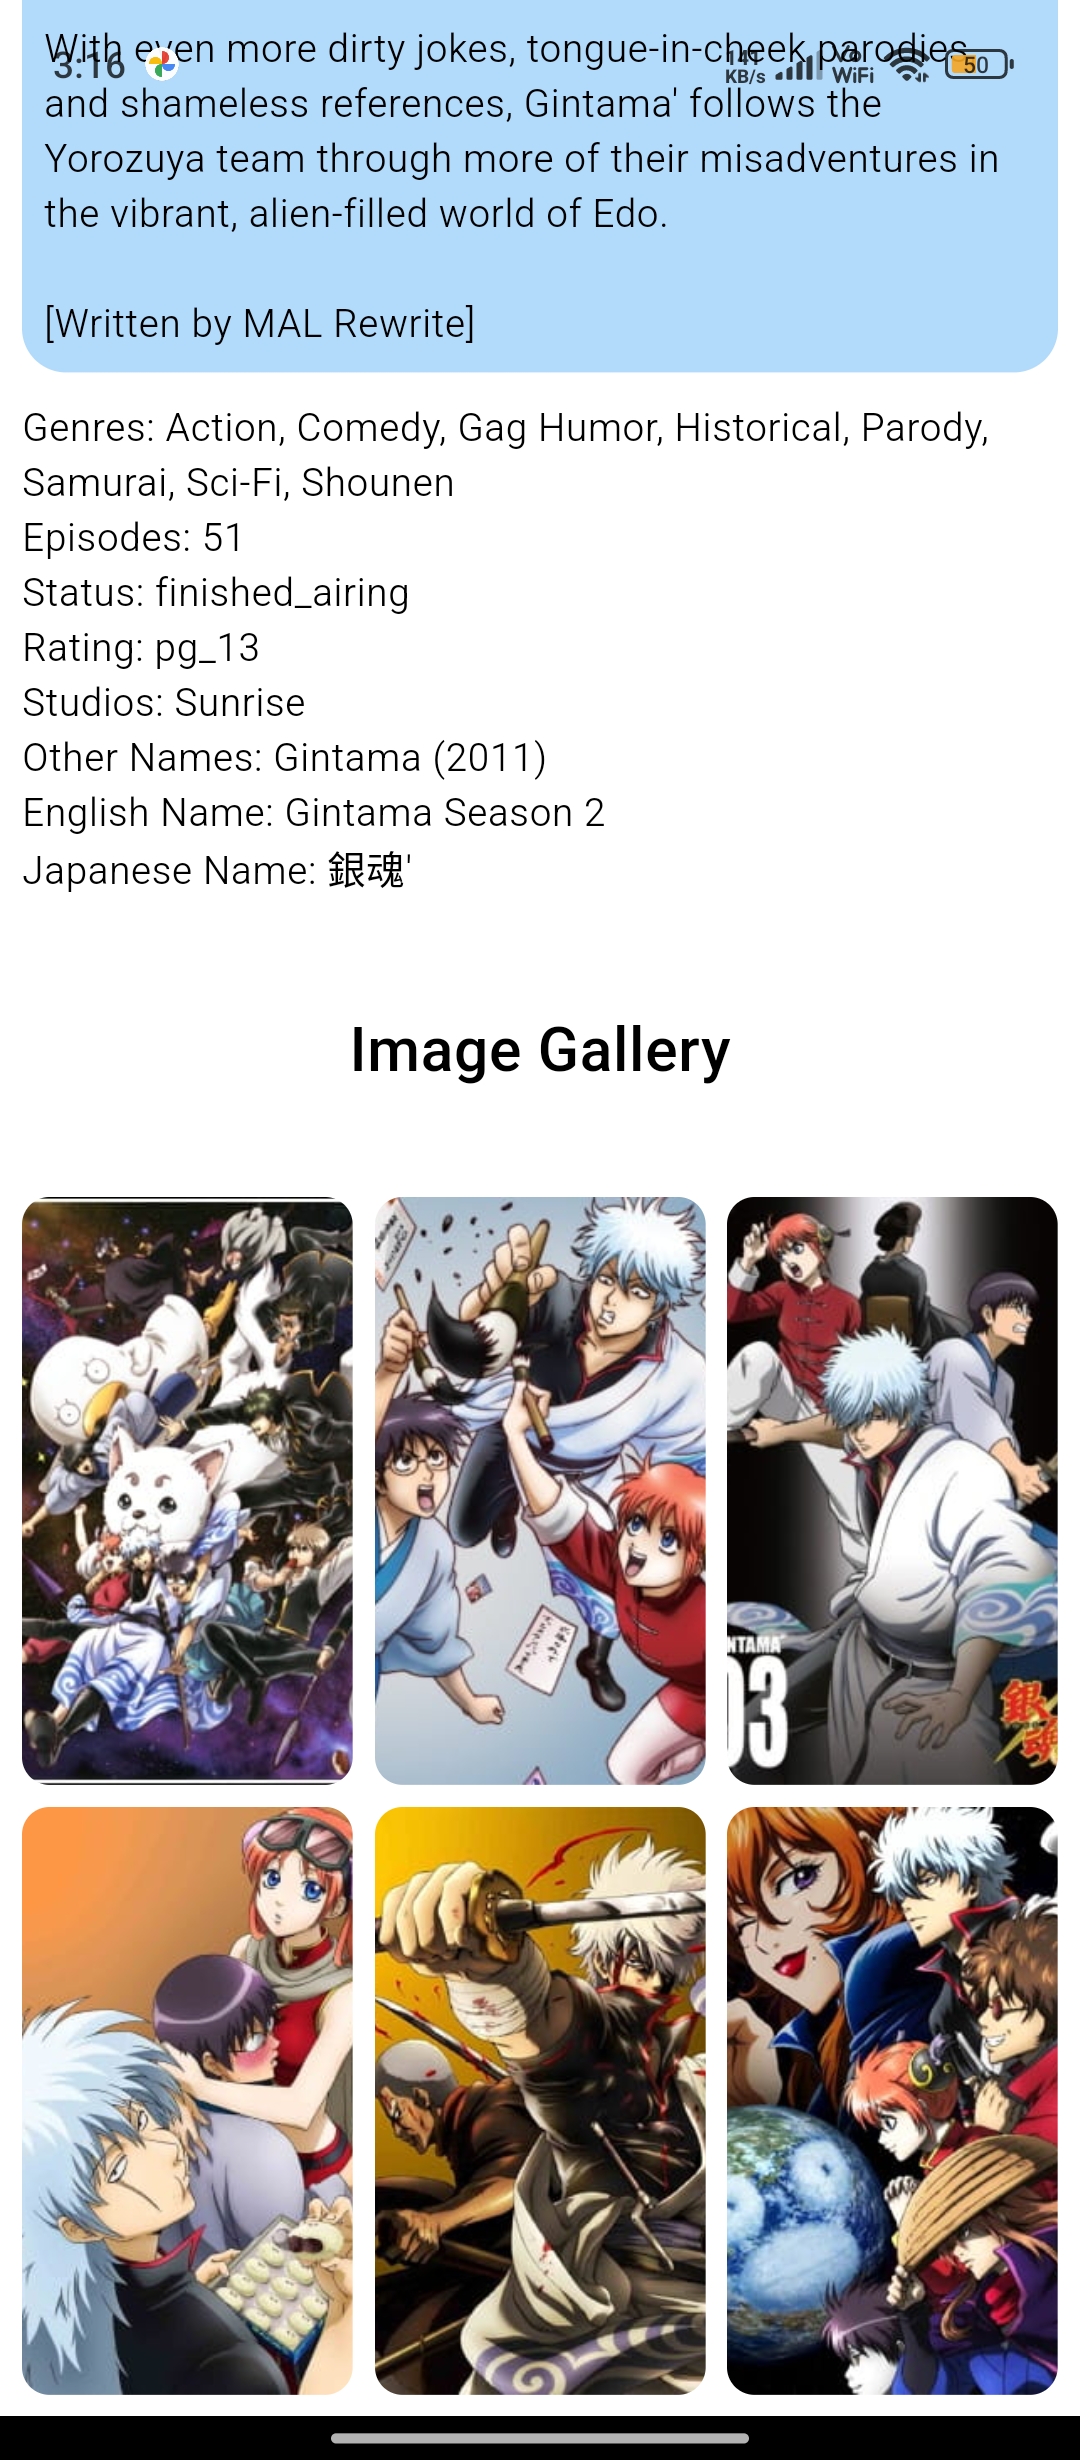 With even more dirty jokes, tongue-in-cheek parodies
3:16
KB/s
WiFi
50
and shameless references, Gintama' follows the
Yorozuya team through more of their misadventures in
the vibrant, alien-filled world of Edo.
[Written by MAL Rewrite]
Genres: Action, Comedy, Gag Humor, Historical, Parody,
Samurai, Sci-Fi, Shounen
Episodes: 51
Status: finished_airing
Rating: pg_13
Studios: Sunrise
Other Names: Gintama (2011)
English Name: Gintama Season 2
Japanese Name: 銀魂'
Image Gallery
NTAMA'
03
銀魂